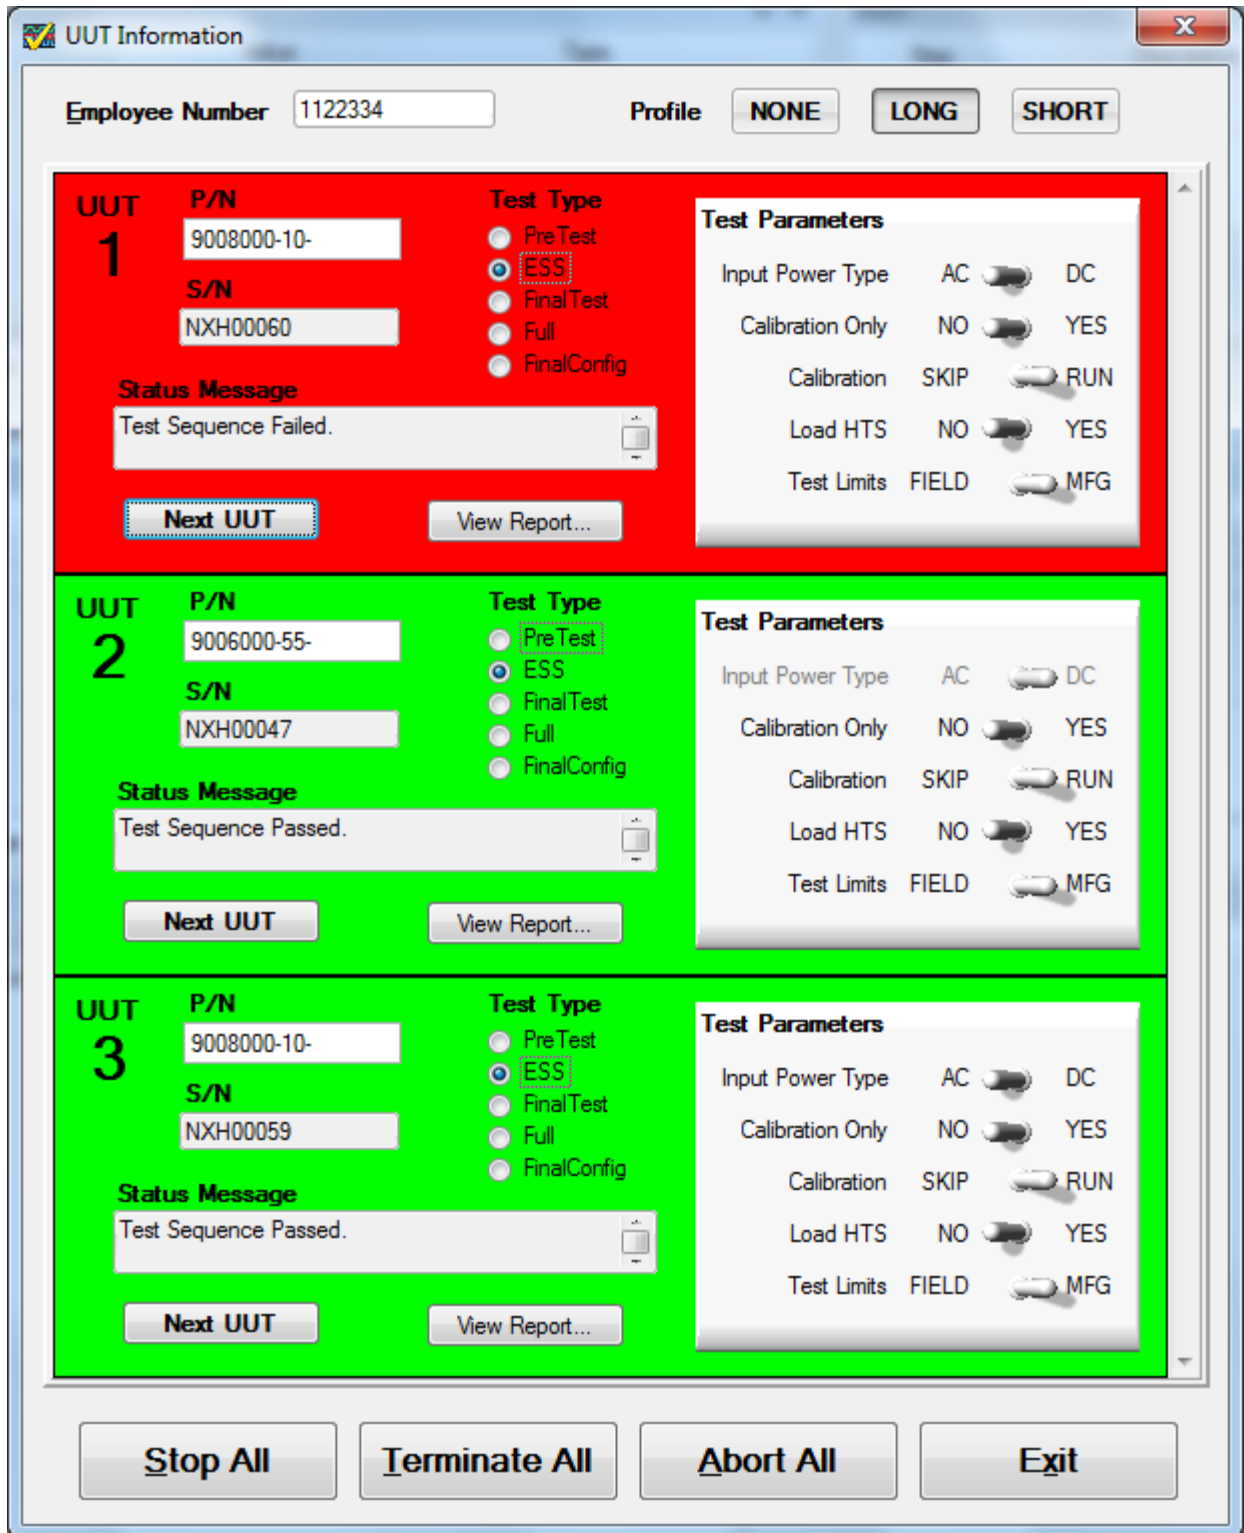 UUT Information
Employee Number 1122334 Profile NONE LONG SHORT
UUT 1
P/N
9008000-10-
S/N
NXH00060
Test Type
PreTest
ESS
FinalTest
Full
FinalConfig
Status Message
Test Sequence Failed.
Next UUT View Report...
Test Parameters
Input Power Type AC DC
Calibration Only NO YES
Calibration SKIP RUN
Load HTS NO YES
Test Limits FIELD MFG
UUT 2
P/N
9006000-55-
S/N
NXH00047
Test Type
PreTest
ESS
FinalTest
Full
FinalConfig
Status Message
Test Sequence Passed.
Next UUT View Report...
Test Parameters
Input Power Type AC DC
Calibration Only NO YES
Calibration SKIP RUN
Load HTS NO YES
Test Limits FIELD MFG
UUT 3
P/N
9008000-10-
S/N
NXH00059
Test Type
PreTest
ESS
FinalTest
Full
FinalConfig
Status Message
Test Sequence Passed.
Next UUT View Report...
Test Parameters
Input Power Type AC DC
Calibration Only NO YES
Calibration SKIP RUN
Load HTS NO YES
Test Limits FIELD MFG
Stop All Terminate All Abort All Exit